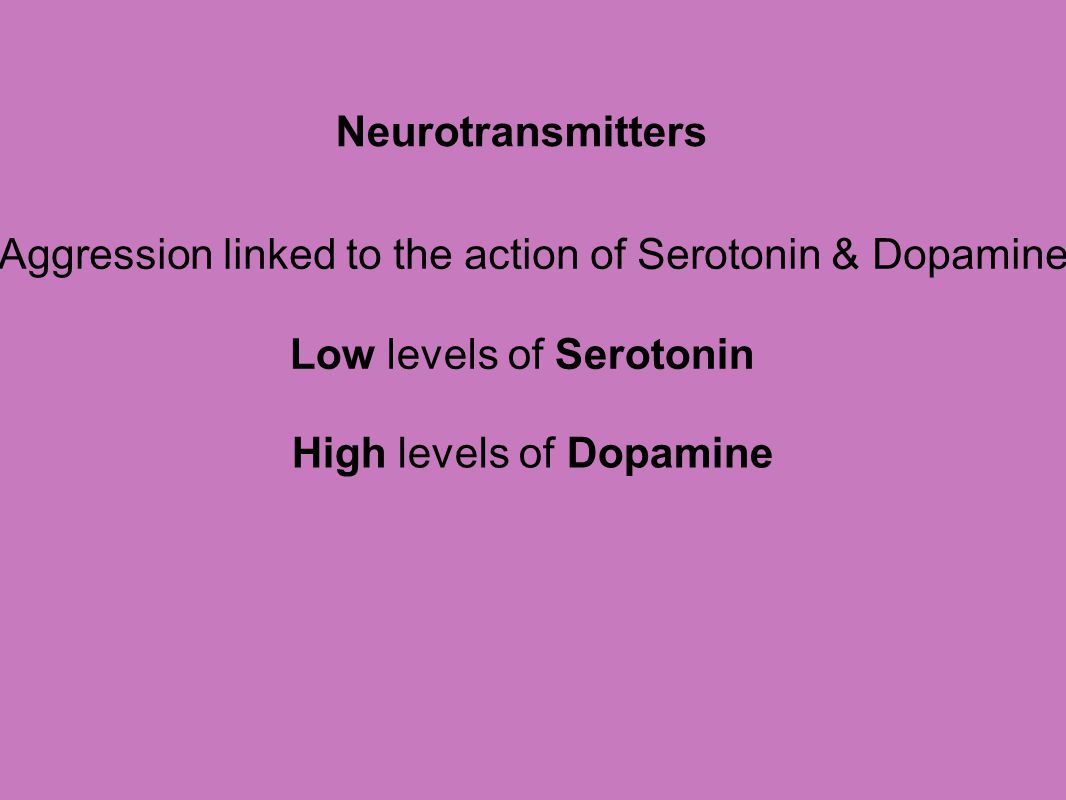 Neurotransmitters
Aggression linked to the action of Serotonin & Dopamine
Low levels of Serotonin
High levels of Dopamine